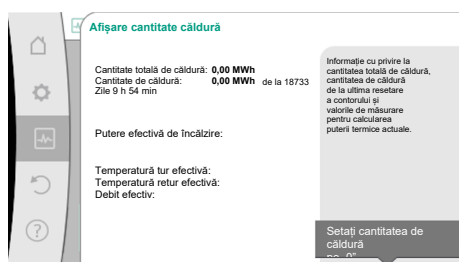 Afișare cantitate căldură
Cantitate totală de căldură: 0,00 MWh
Cantitate de căldură: 0,00 MWh de la 18733
Zile 9 h 54 min
Putere efectivă de încălzire:
Temperatură tur efectivă:
Temperatură retur efectivă:
Debit efectiv:
Informație cu privire la
cantitatea totală de căldură,
cantitatea de căldură
de la ultima resetare
a contorului și
valorile de măsurare
pentru calcularea
puterii termice actuale.
Setați cantitatea de
căldură
pe „0”